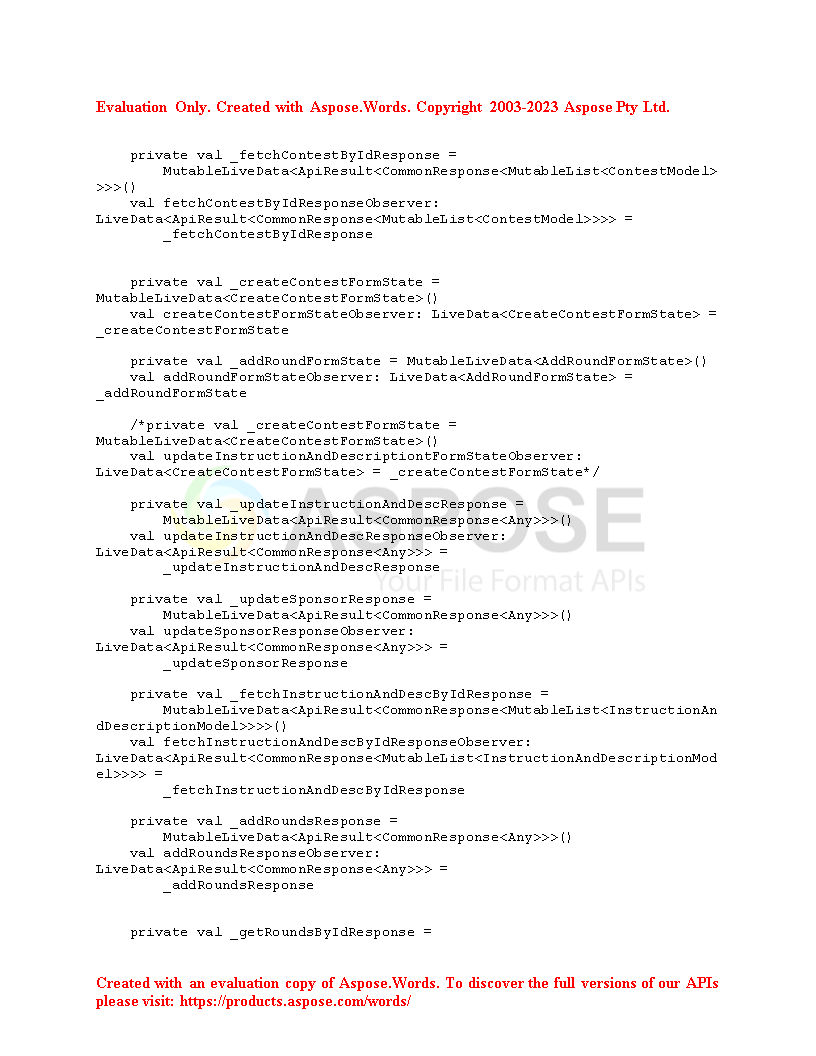 Evaluation Only. Created with Aspose.Words. Copyright 2003-2023 Aspose Pty Ltd.
    private val _fetchContestByIdResponse =
        MutableLiveData<ApiResult<CommonResponse<MutableList<ContestModel>
>>>()
    val fetchContestByIdResponseObserver:
LiveData<ApiResult<CommonResponse<MutableList<ContestModel>>>> =
        _fetchContestByIdResponse
    private val _createContestFormState =
MutableLiveData<CreateContestFormState>()
    val createContestFormStateObserver: LiveData<CreateContestFormState> =
_createContestFormState
    private val _addRoundFormState = MutableLiveData<AddRoundFormState>()
    val addRoundFormStateObserver: LiveData<AddRoundFormState> =
_addRoundFormState
    /*private val _createContestFormState =
MutableLiveData<CreateContestFormState>()
    val updateInstructionAndDescriptiontFormStateObserver:
LiveData<CreateContestFormState> = _createContestFormState*/
    private val _updateInstructionAndDescResponse =
        MutableLiveData<ApiResult<CommonResponse<Any>>>()
    val updateInstructionAndDescResponseObserver:
LiveData<ApiResult<CommonResponse<Any>>> =
        _updateInstructionAndDescResponse
ASPOSE
Your File Format APIs
    private val _updateSponsorResponse =
        MutableLiveData<ApiResult<CommonResponse<Any>>>()
    val updateSponsorResponseObserver:
LiveData<ApiResult<CommonResponse<Any>>> =
        _updateSponsorResponse
    private val _fetchInstructionAndDescByIdResponse =
        MutableLiveData<ApiResult<CommonResponse<MutableList<InstructionAn
dDescriptionModel>>>>()
    val fetchInstructionAndDescByIdResponseObserver:
LiveData<ApiResult<CommonResponse<MutableList<InstructionAndDescriptionMod
el>>>> =
        _fetchInstructionAndDescByIdResponse
    private val _addRoundsResponse =
        MutableLiveData<ApiResult<CommonResponse<Any>>>()
    val addRoundsResponseObserver:
LiveData<ApiResult<CommonResponse<Any>>> =
        _addRoundsResponse
    private val _getRoundsByIdResponse =
Created with an evaluation copy of Aspose.Words. To discover the full versions of our APIs
please visit: https://products.aspose.com/words/